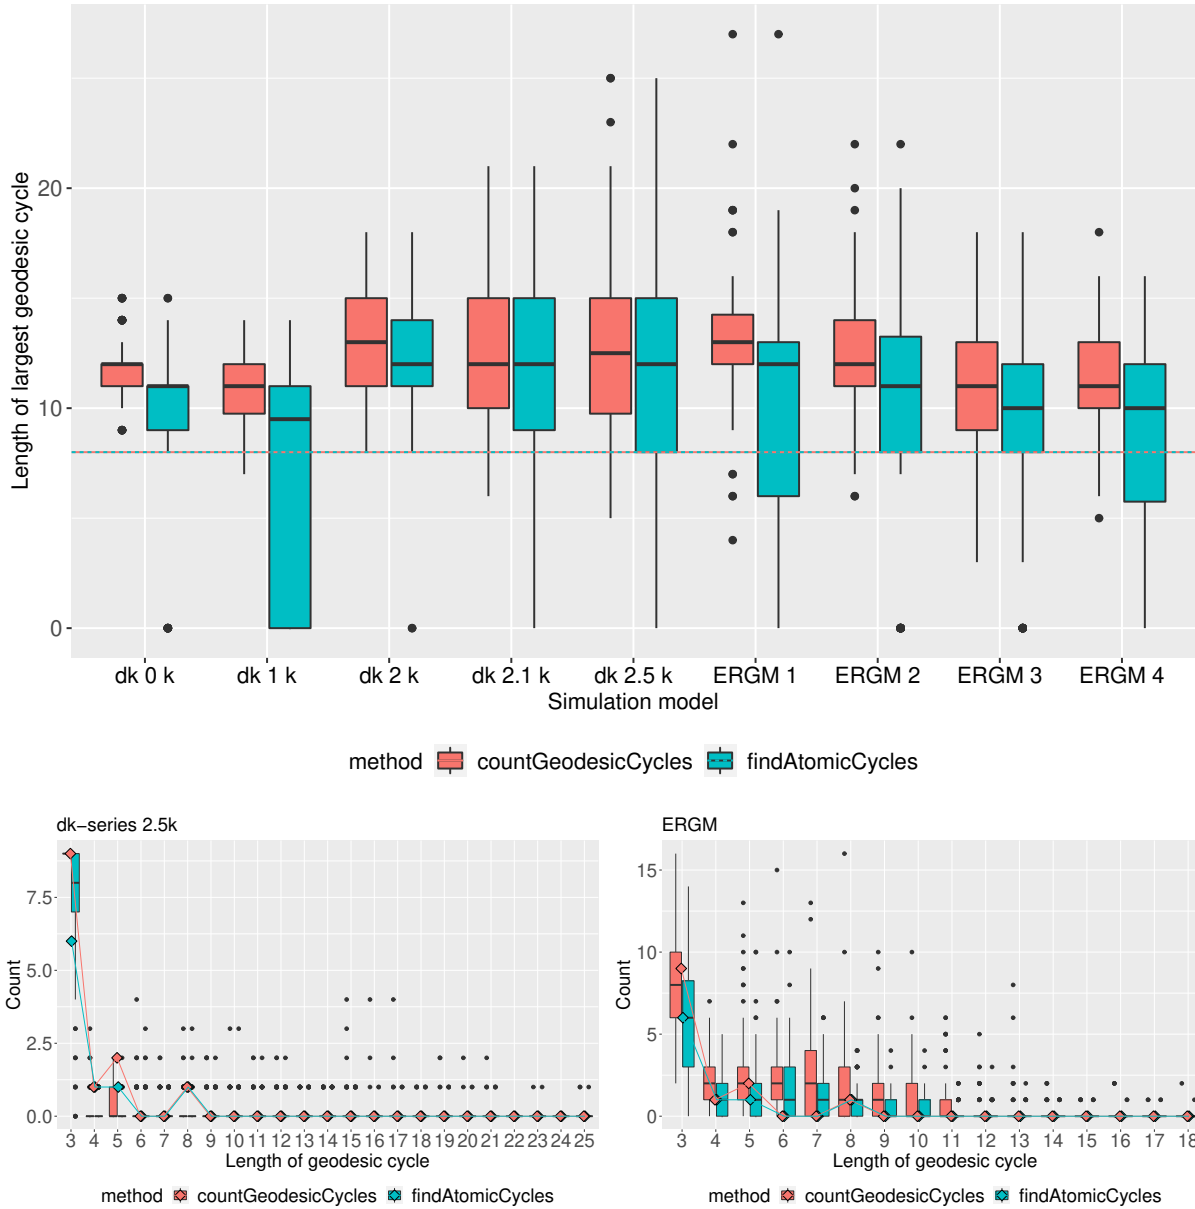 Length of largest geodesic cycle
20
10
0
dk 0 k dk 1 k dk 2 k dk 2.1 k dk 2.5 k ERGM 1 ERGM 2 ERGM 3 ERGM 4
Simulation model
method countGeodesicCycles findAtomicCycles
dk−series 2.5k
Count
7.5
5.0
2.5
0.0
3 4 5 6 7 8 9 10 11 12 13 14 15 16 17 18 19 20 21 22 23 24 25
Length of geodesic cycle
method countGeodesicCycles findAtomicCycles
ERGM
Count
15
10
5
0
3 4 5 6 7 8 9 10 11 12 13 14 15 16 17 18
Length of geodesic cycle
method countGeodesicCycles findAtomicCycles